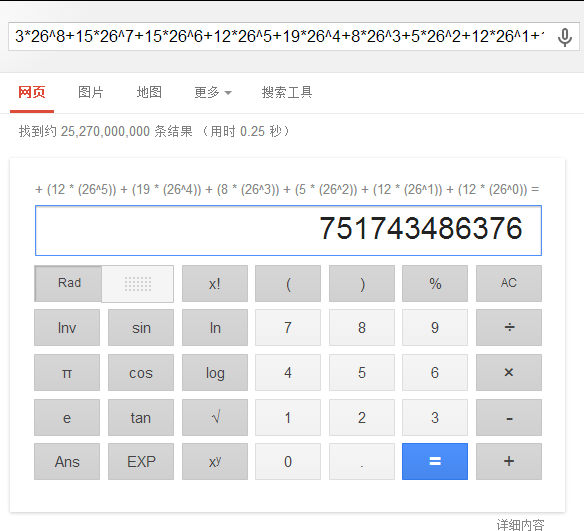 3*26^8+15*26^7+15*26^6+12*26^5+19*26^4+8*26^3+5*26^2+12*26^1+
网页 图片 地图 更多 搜索工具
找到约 25,270,000,000 条结果 （用时 0.25 秒）
+ (12 * (26^5)) + (19 * (26^4)) + (8 * (26^3)) + (5 * (26^2)) + (12 * (26^1)) + (12 * (26^0)) =
751743486376
Rad x! ( ) % AC
Inv sin ln 7 8 9 ÷
π cos log 4 5 6 ×
e tan √ 1 2 3 -
Ans EXP xʸ 0 . = +
详细内容